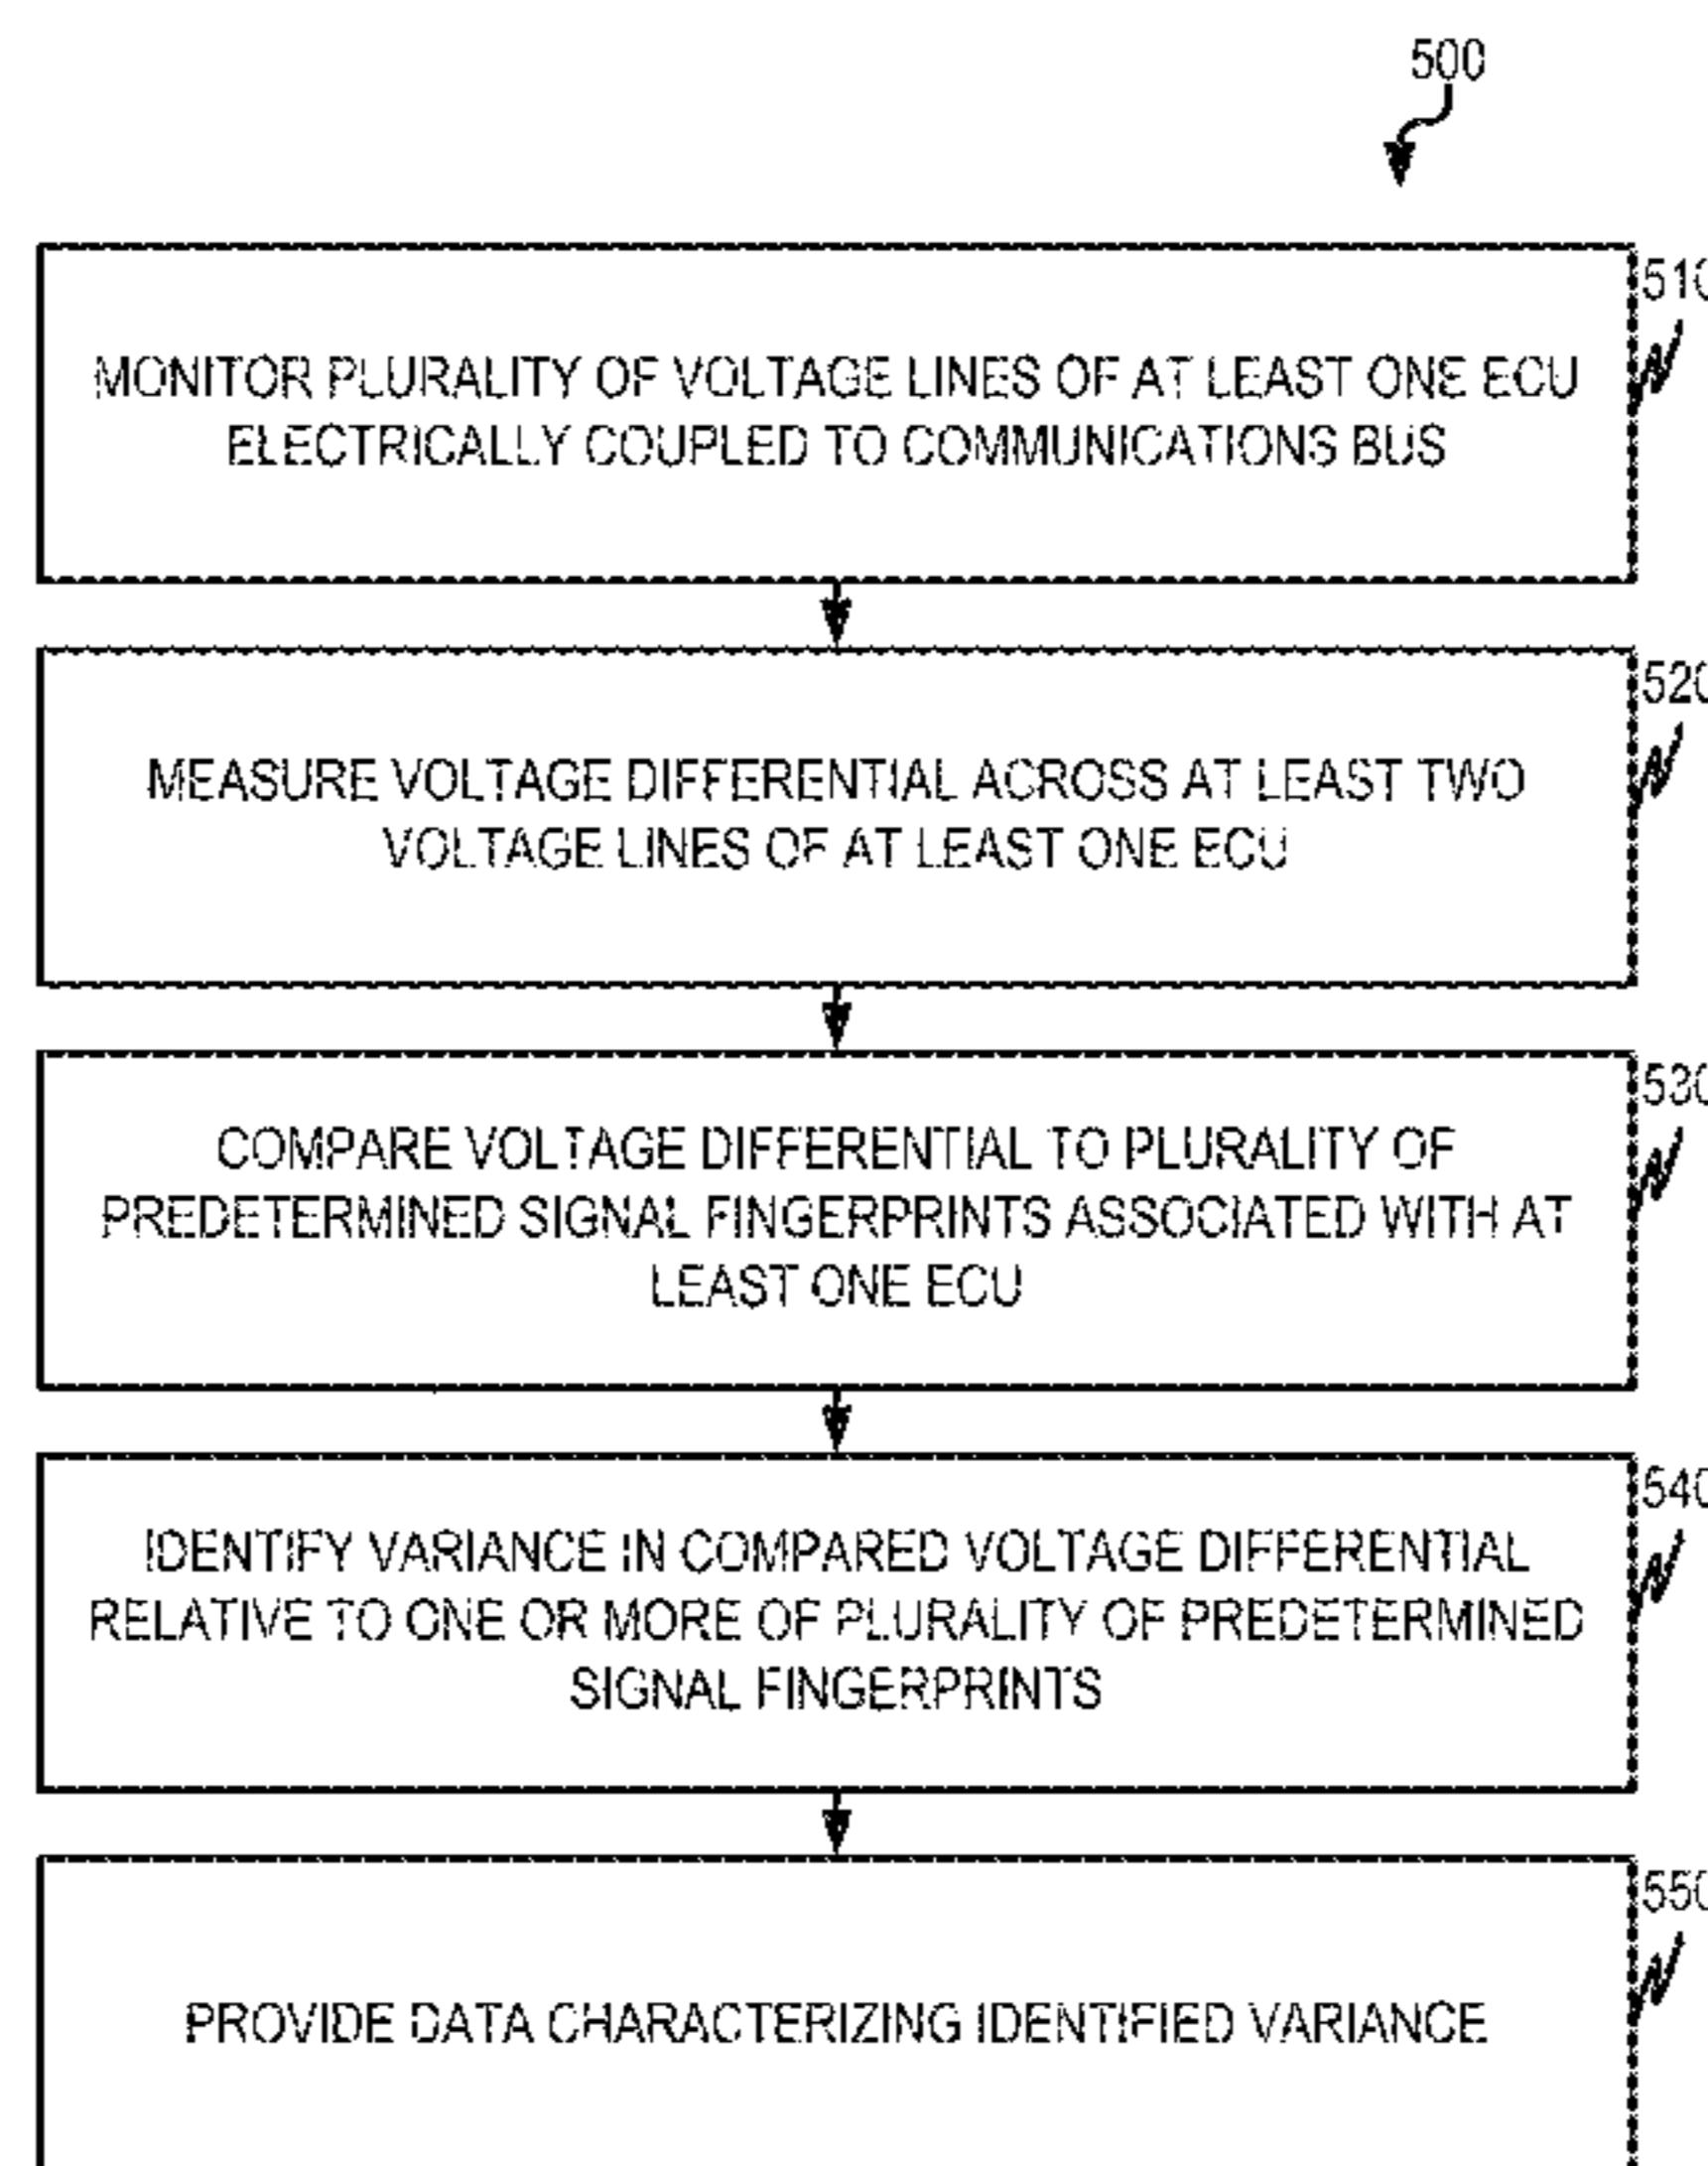 500
510
MONITOR PLURALITY OF VOLTAGE LINES OF AT LEAST ONE ECU
ELECTRICALLY COUPLED TO COMMUNICATIONS BUS
520
MEASURE VOLTAGE DIFFERENTIAL ACROSS AT LEAST TWO
VOLTAGE LINES OF AT LEAST ONE ECU
530
COMPARE VOLTAGE DIFFERENTIAL TO PLURALITY OF
PREDETERMINED SIGNAL FINGERPRINTS ASSOCIATED WITH AT
LEAST ONE ECU
540
IDENTIFY VARIANCE IN COMPARED VOLTAGE DIFFERENTIAL
RELATIVE TO ONE OR MORE OF PLURALITY OF PREDETERMINED
SIGNAL FINGERPRINTS
550
PROVIDE DATA CHARACTERIZING IDENTIFIED VARIANCE